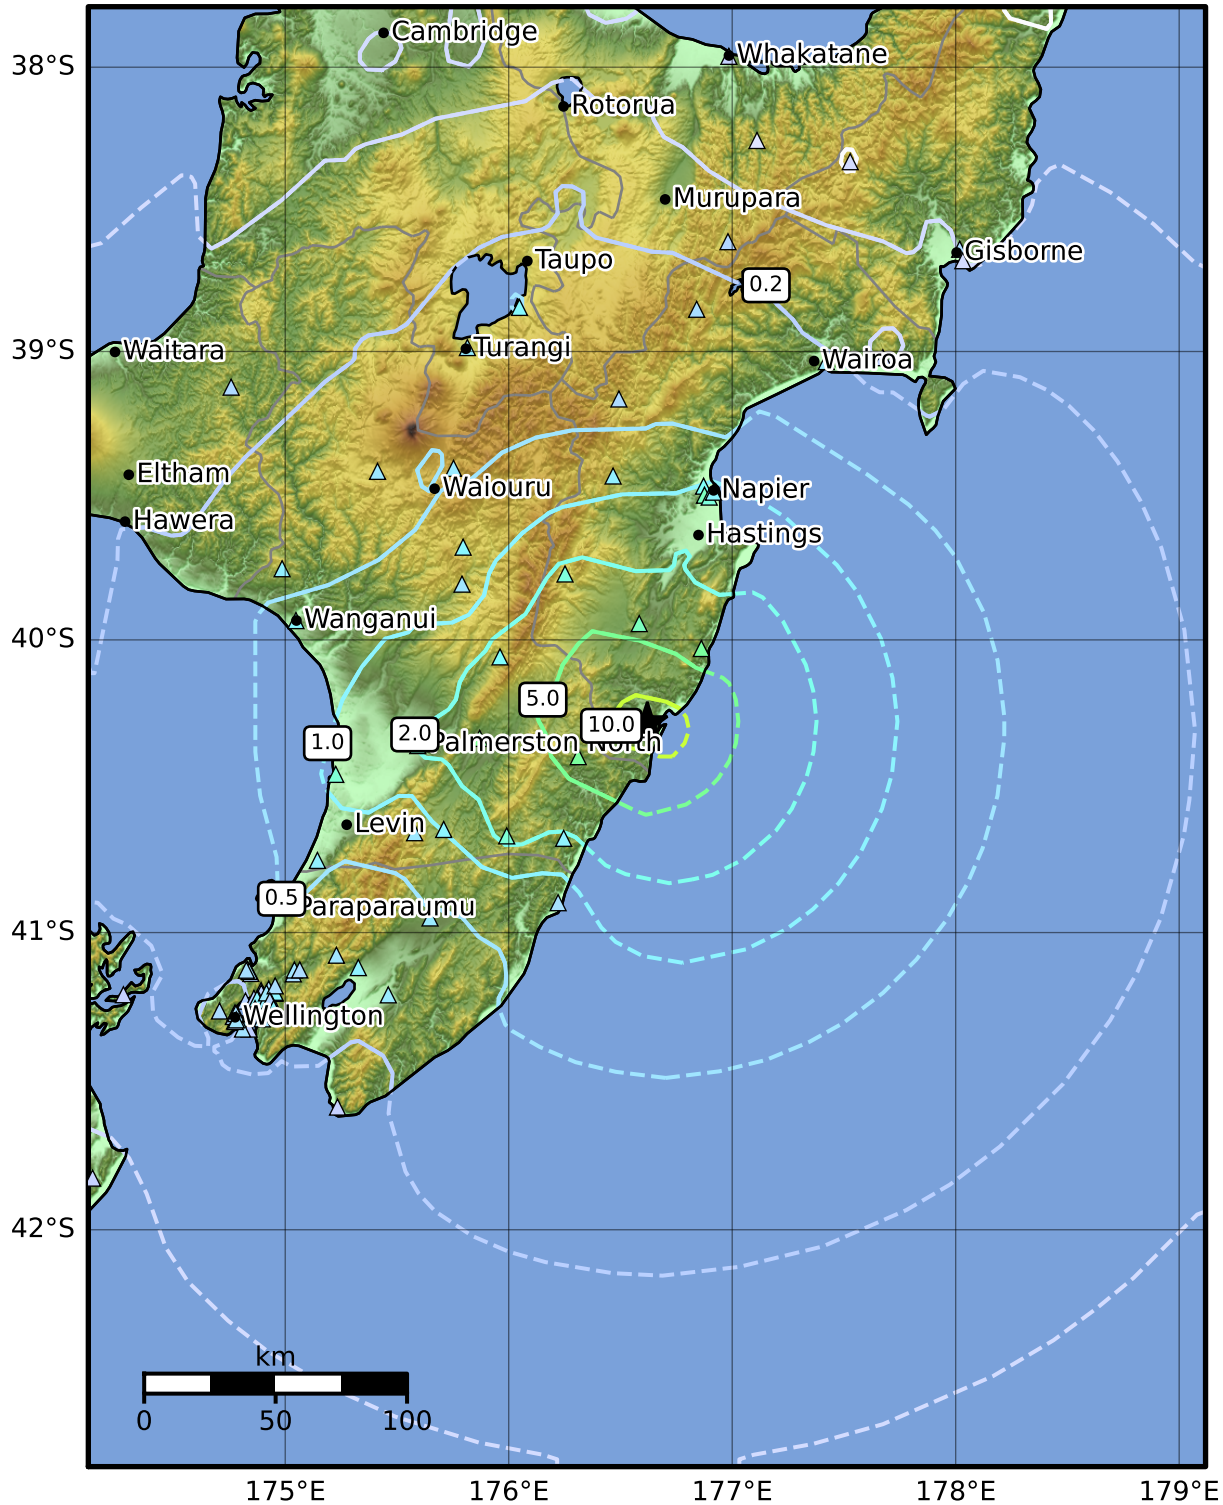 Cambridge
Whakatane
38°S
Rotorua
Murupara
Gisborne
Taupo
0.2
Turangi
39°S
Waitara
Wairoa
Eltham
Waiouru
Napier
Hawera
Hastings
Wanganui
40°S
5.0
10.0
1.0
2.0
Palmerston North
Levin
0.5
Paraparaumu
41°S
Wellington
42°S
km
0 50 100
175°E 176°E 177°E 178°E 179°E